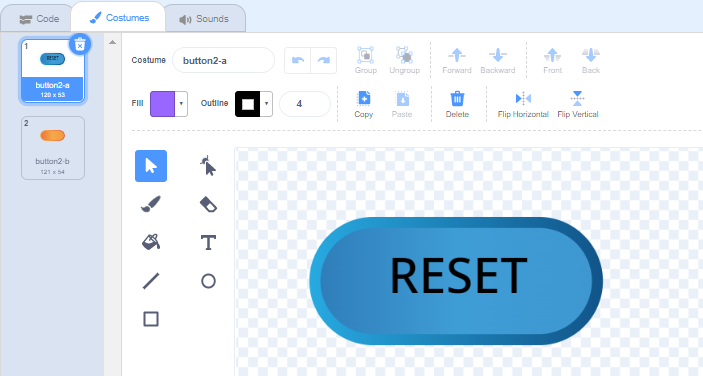 Code
Costumes
Sounds
1
RESET
button2-a
120 x 53
2
button2-b
121 x 54
Costume
button2-a
Group
Ungroup
Forward
Backward
Front
Back
Fill
Outline
4
Copy
Paste
Delete
Flip Horizontal
Flip Vertical
T
RESET